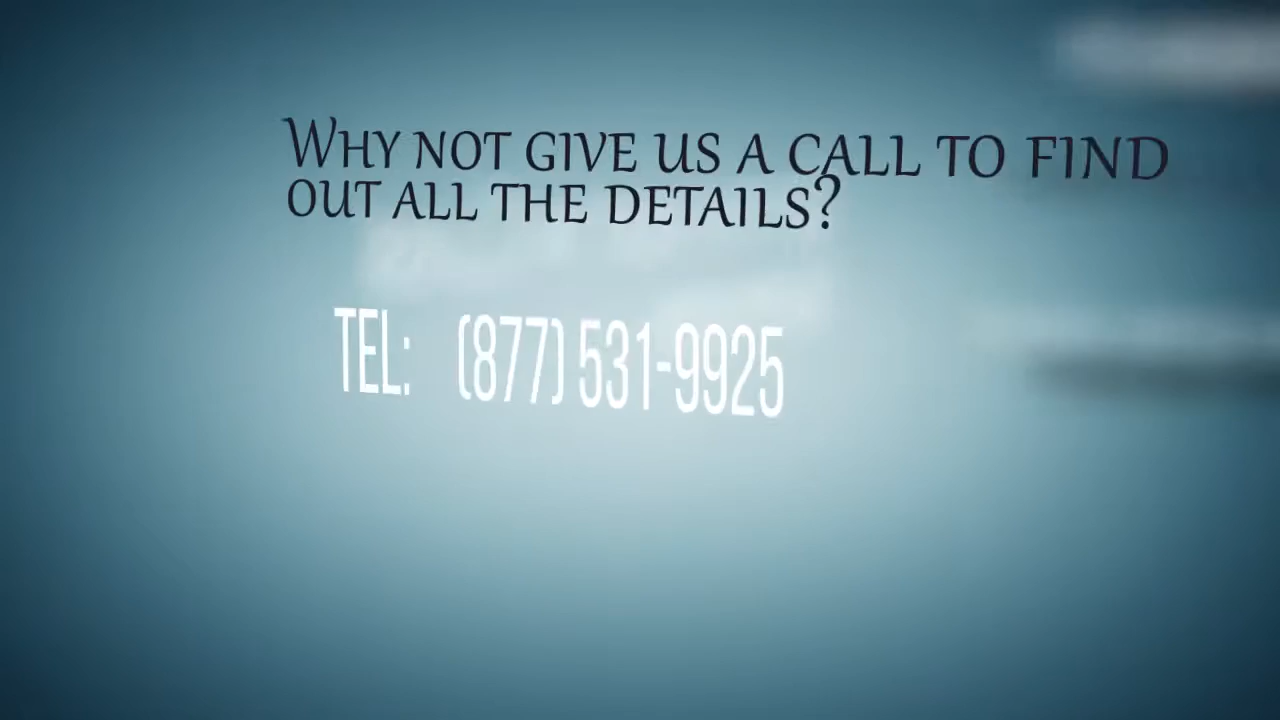 Why not give us a call to find
out all the details?
TEL: (877) 531-9925